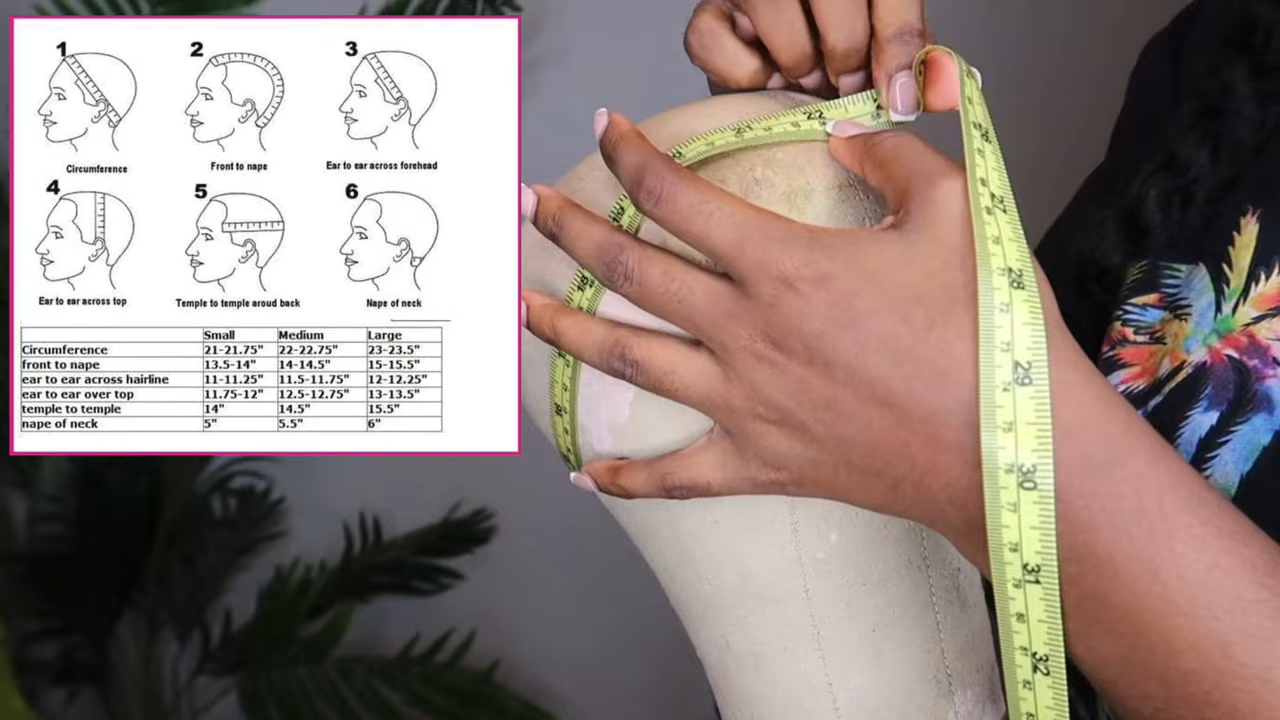 1 2 3
Circumference Front to nape Ear to ear across forehead
4 5 6
Ear to ear across top Temple to temple aroud back Nape of neck
Small Medium Large
Circumference 21-21.75" 22-22.75" 23-23.5"
front to nape 13.5-14" 14-14.5" 15-15.5"
ear to ear across hairline 11-11.25" 11.5-11.75" 12-12.25"
ear to ear over top 11.75-12" 12.5-12.75" 13-13.5"
temple to temple 14" 14.5" 15.5"
nape of neck 5" 5.5" 6"
22
27
28
29
30
31
32